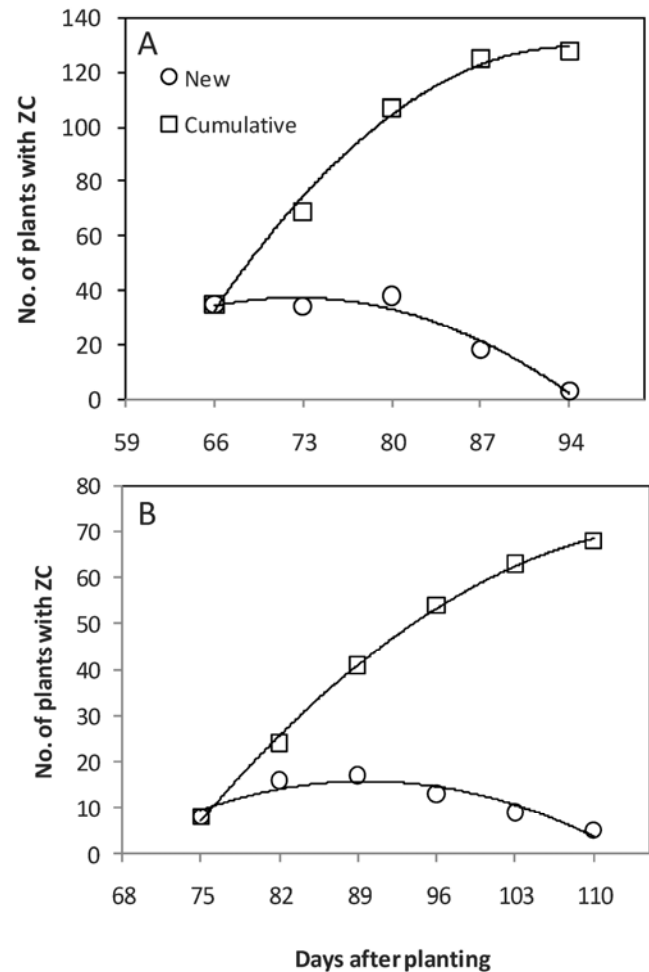 A
New
Cumulative
No. of plants with ZC
140
120
100
80
60
40
20
0
59 66 73 80 87 94
B
No. of plants with ZC
80
70
60
50
40
30
20
10
0
68 75 82 89 96 103 110
Days after planting